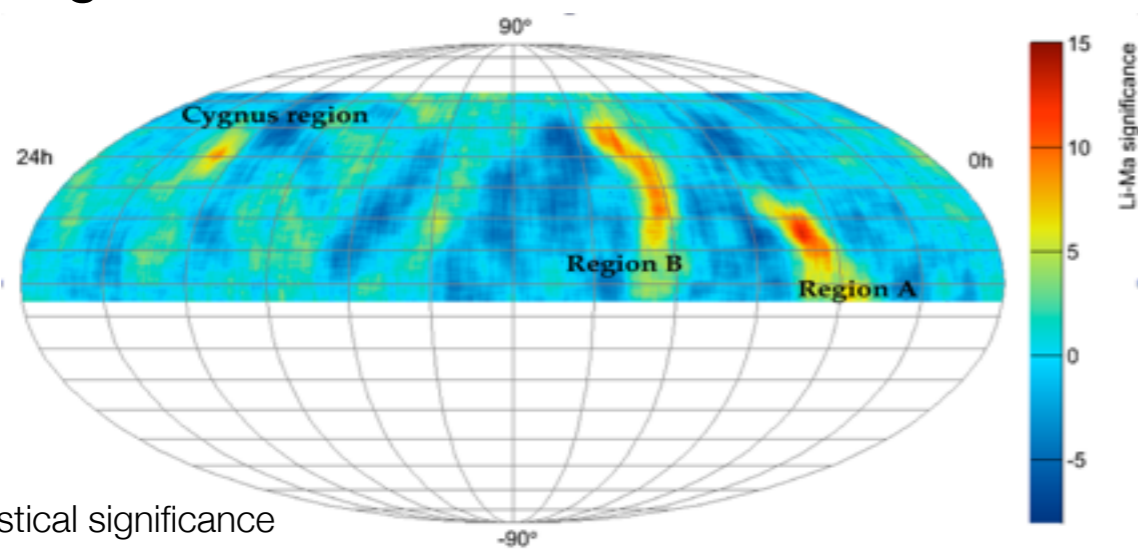 90°
Cygnus region
24h
0h
Region B
Region A
-90°
stical significance
15
10
5
0
-5
Li-Ma significance